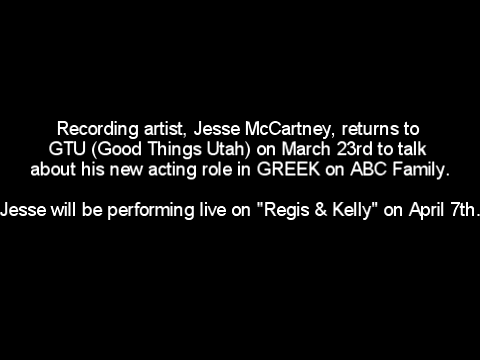 Recording artist, Jesse McCartney, returns to
GTU (Good Things Utah) on March 23rd to talk
about his new acting role in GREEK on ABC Family.
Jesse will be performing live on "Regis & Kelly" on April 7th.